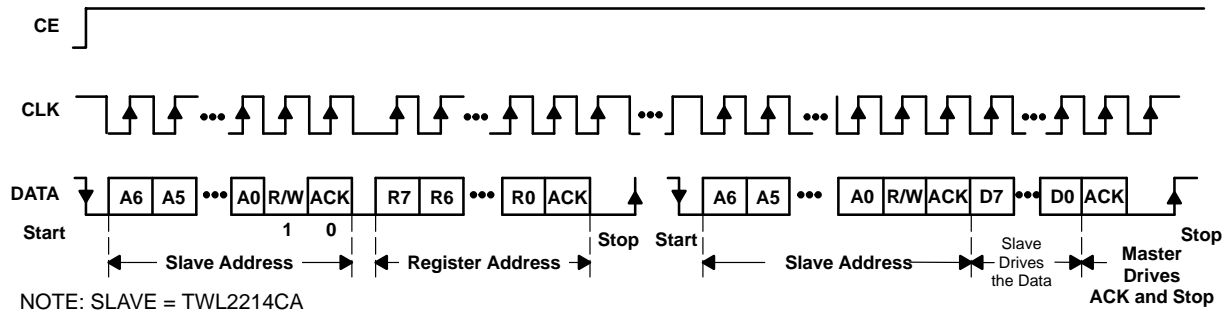 CE
CLK
DATA A6 A5 ••• A0 R/W ACK R7 R6 ••• R0 ACK A6 A5 ••• A0 R/W ACK D7 ••• D0 ACK
Start 1 0 Stop Start Stop
Slave Address Register Address Slave Address Slave Drives the Data Master Drives ACK and Stop
NOTE: SLAVE = TWL2214CA